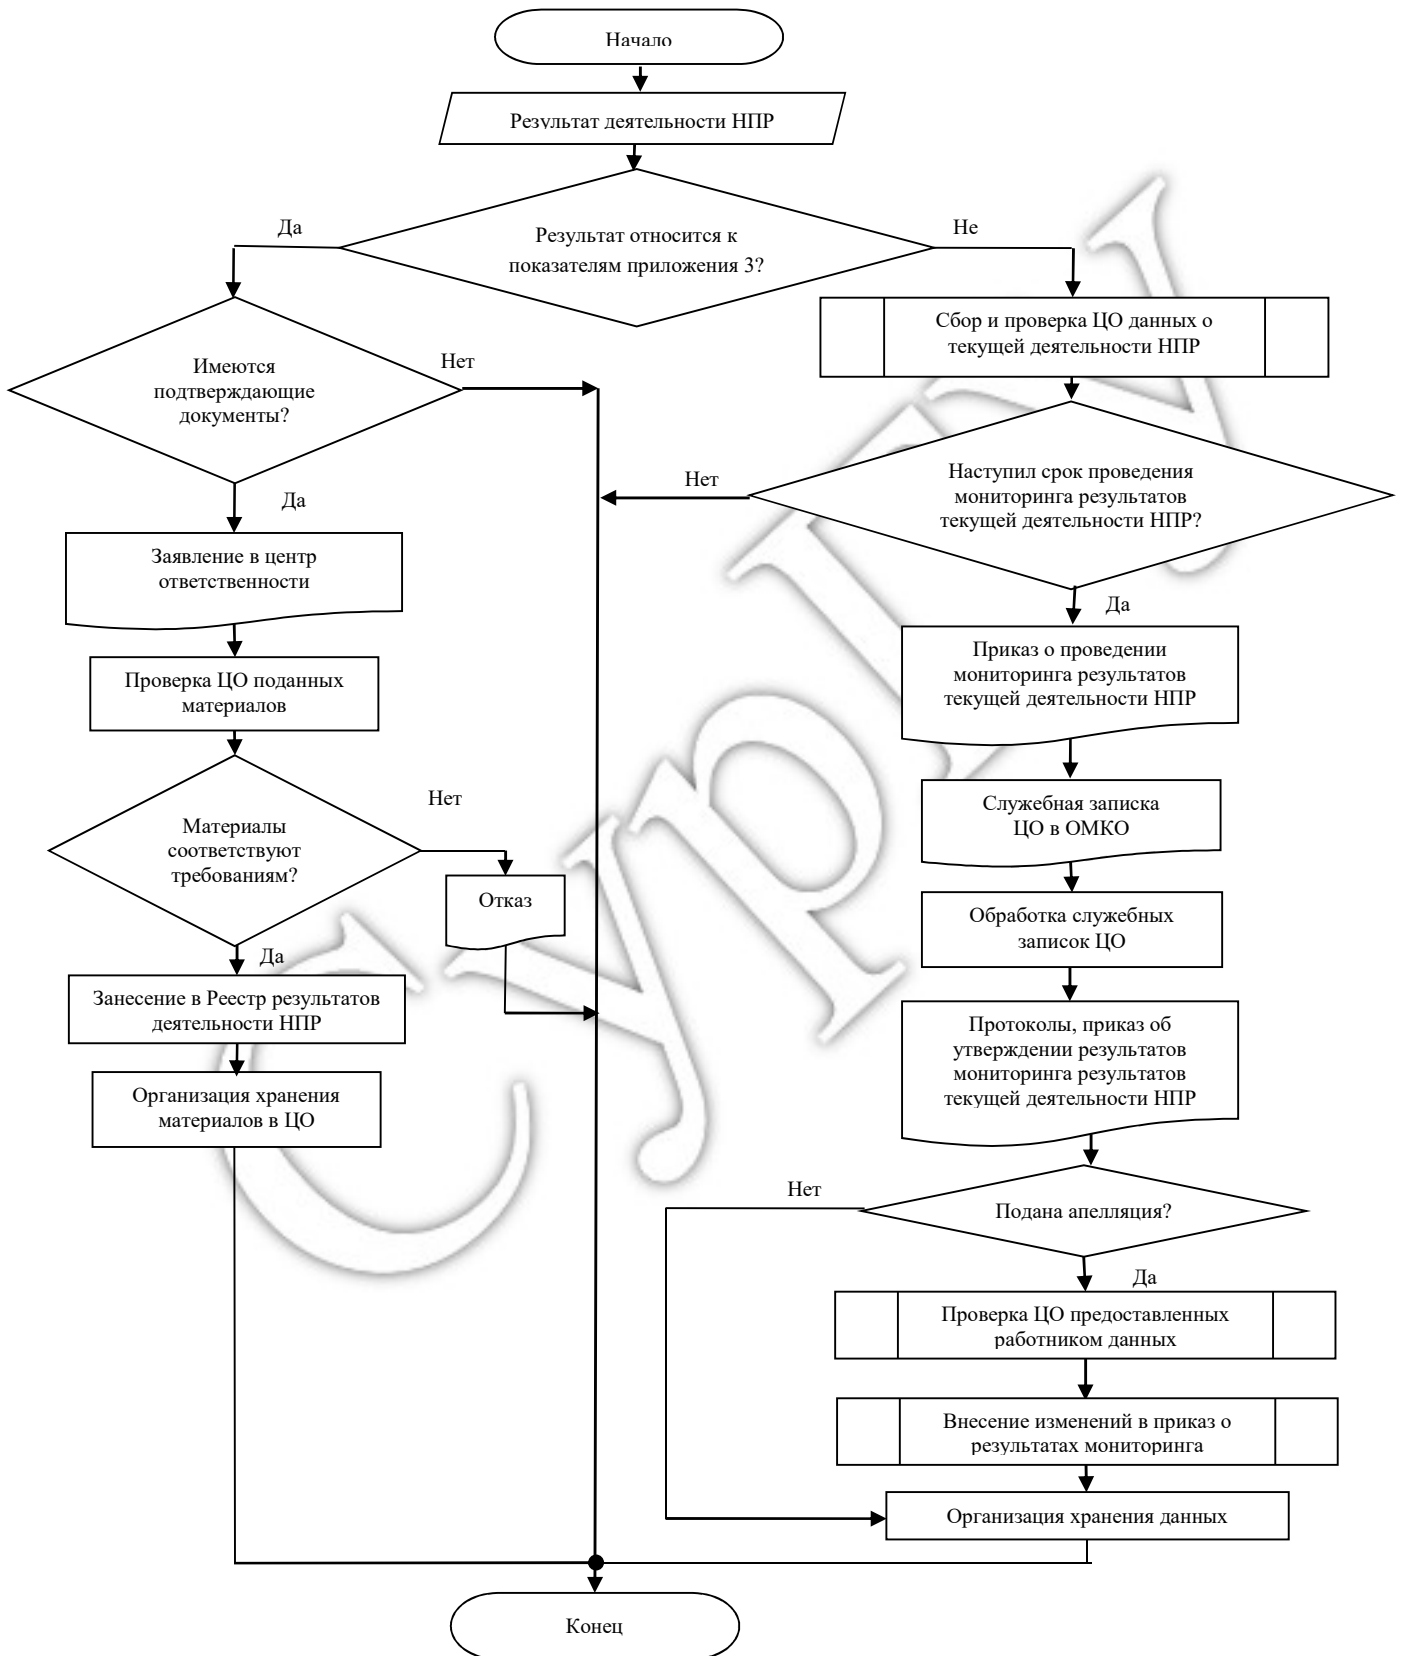 Начало
Результат деятельности НПР
Да
Не
Результат относится к
показателям приложения 3?
Сбор и проверка ЦО данных о
текущей деятельности НПР
Имеются
подтверждающие
документы?
Нет
Наступил срок проведения
мониторинга результатов
текущей деятельности НПР?
Нет
Да
Заявление в центр
ответственности
Да
Приказ о проведении
мониторинга результатов
текущей деятельности НПР
Проверка ЦО поданных
материалов
Служебная записка
ЦО в ОМКО
Нет
Материалы
соответствуют
требованиям?
Отказ
Обработка служебных
записок ЦО
Да
Занесение в Реестр результатов
деятельности НПР
Протоколы, приказ об
утверждении результатов
мониторинга результатов
текущей деятельности НПР
Организация хранения
материалов в ЦО
Нет
Подана апелляция?
Да
Проверка ЦО предоставленных
работником данных
Внесение изменений в приказ о
результатах мониторинга
Организация хранения данных
Конец
СурГУ